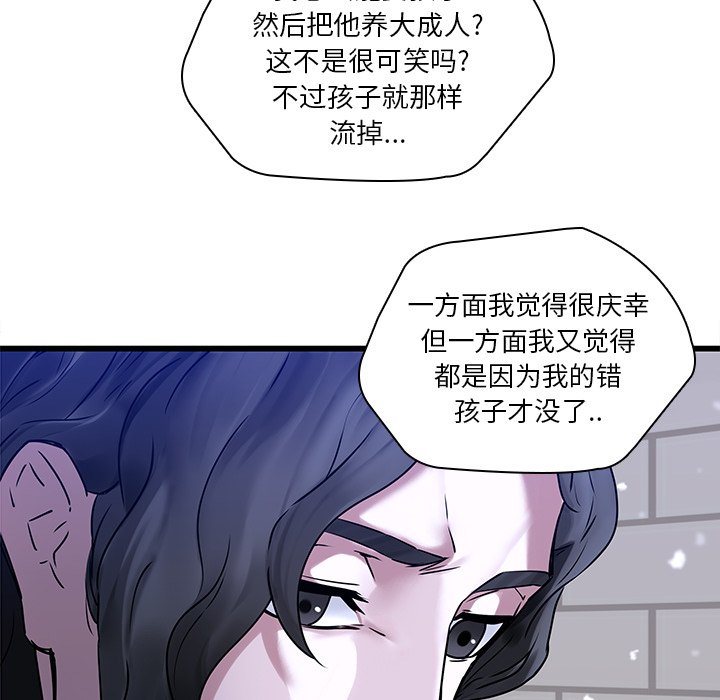 然后把他养大成人?
这不是很可笑吗?
不过孩子就那样
流掉...
一方面我觉得很庆幸
但一方面我又觉得
都是因为我的错
孩子才没了..